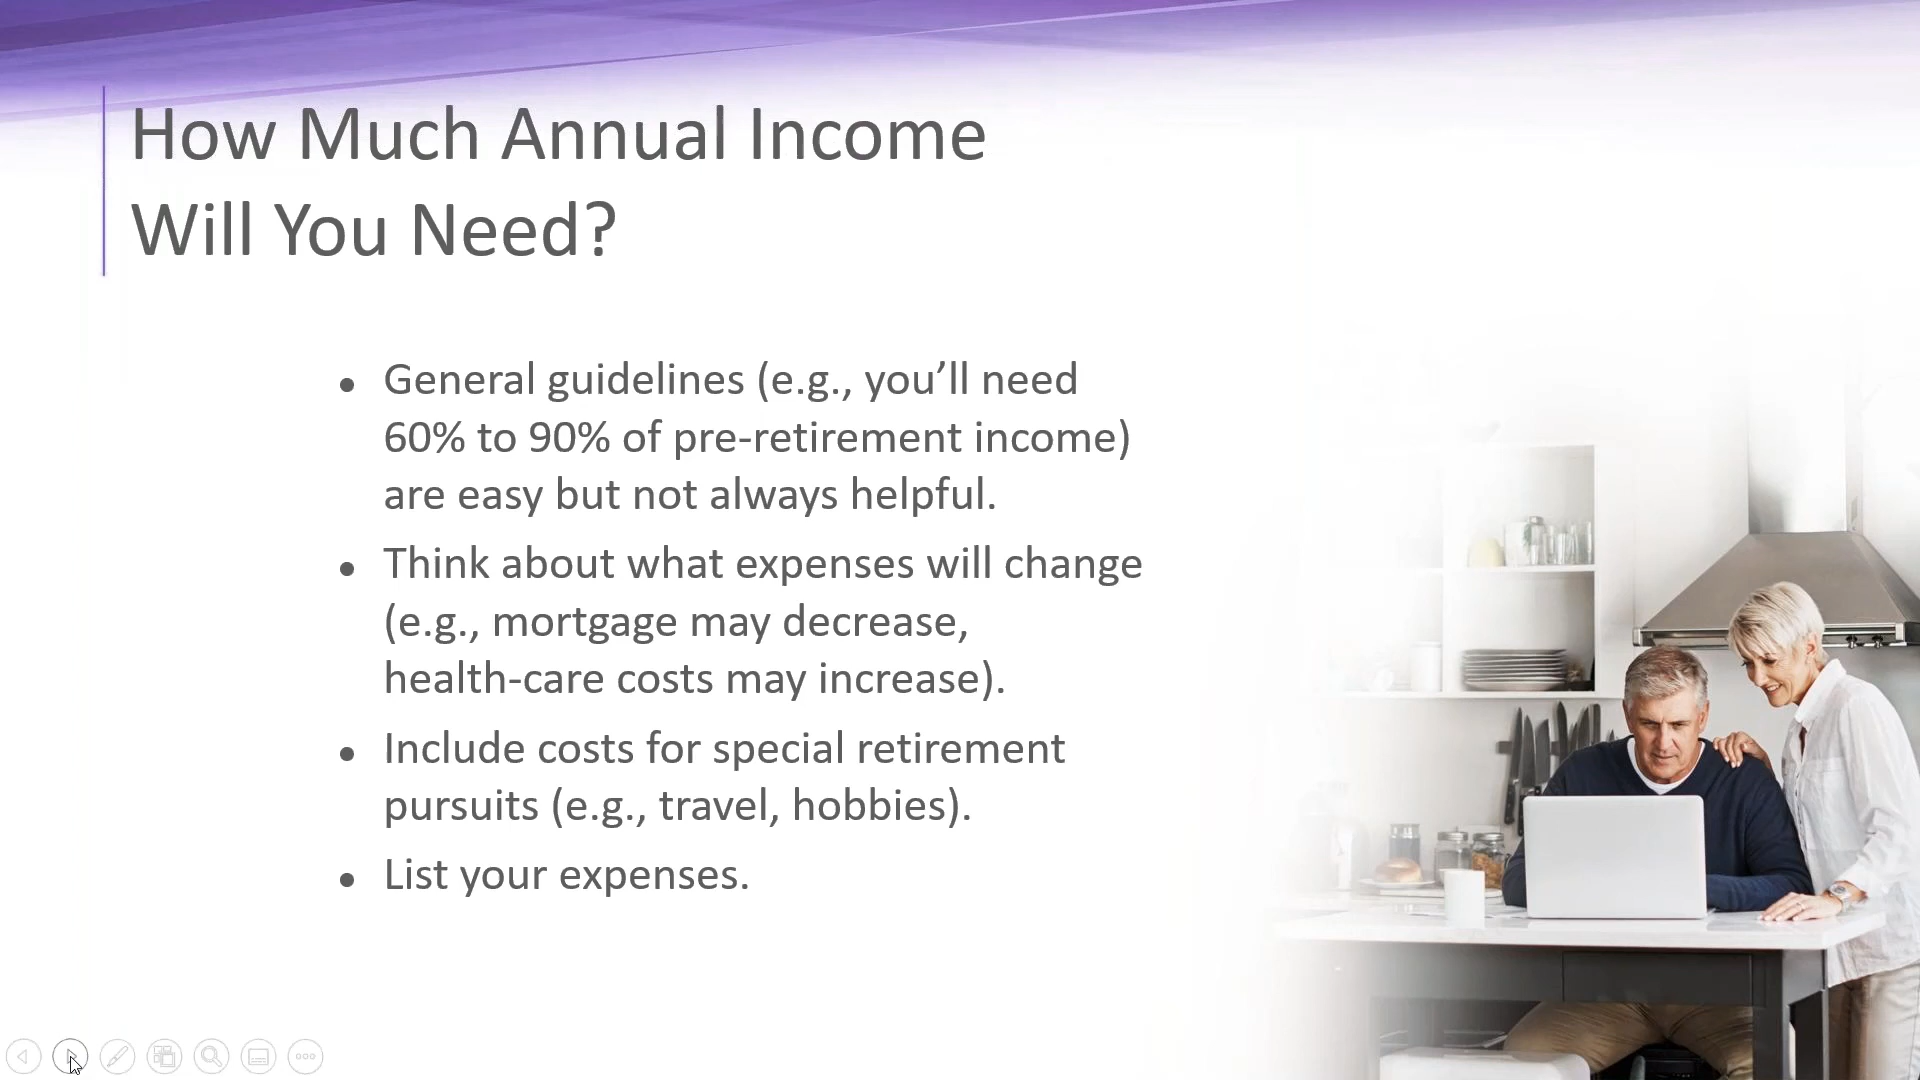 How Much Annual Income
Will You Need?
• General guidelines (e.g., you’ll need
60% to 90% of pre-retirement income)
are easy but not always helpful.
• Think about what expenses will change
(e.g., mortgage may decrease,
health-care costs may increase).
• Include costs for special retirement
pursuits (e.g., travel, hobbies).
• List your expenses.